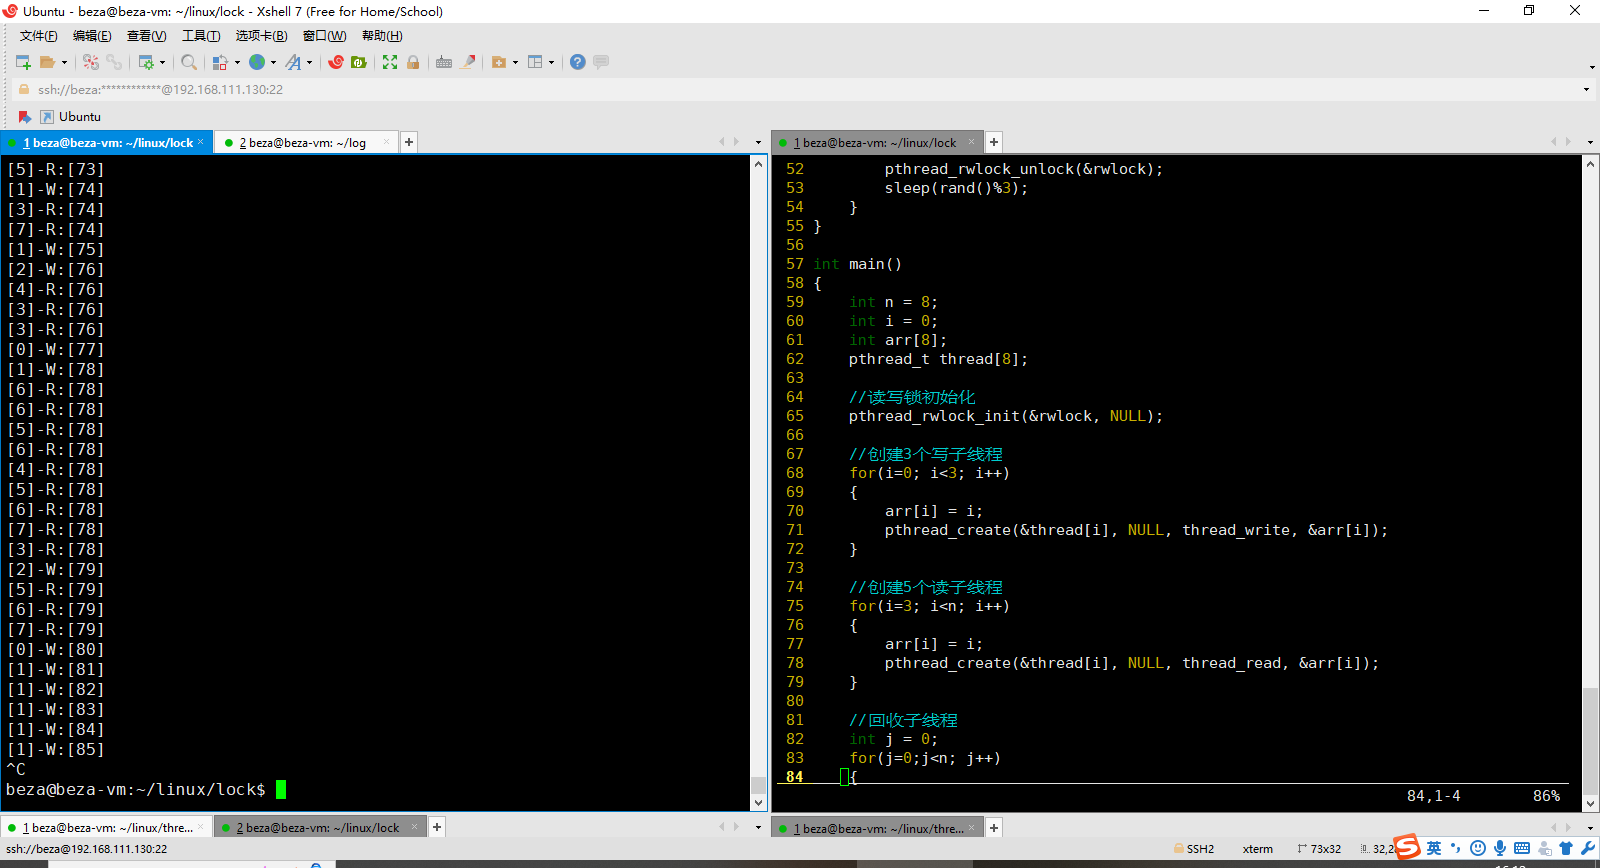 Ubuntu - beza@beza-vm: ~/linux/lock - Xshell 7 (Free for Home/School)
文件(F) 编辑(E) 查看(V) 工具(T) 选项卡(B) 窗口(W) 帮助(H)
ssh://beza:************@192.168.111.130:22
Ubuntu
1 beza@beza-vm: ~/linux/lock
2 beza@beza-vm: ~/log
[5]-R:[73]
[1]-W:[74]
[3]-R:[74]
[7]-R:[74]
[1]-W:[75]
[2]-W:[76]
[4]-R:[76]
[3]-R:[76]
[3]-R:[76]
[0]-W:[77]
[1]-W:[78]
[6]-R:[78]
[6]-R:[78]
[5]-R:[78]
[6]-R:[78]
[4]-R:[78]
[5]-R:[78]
[6]-R:[78]
[7]-R:[78]
[3]-R:[78]
[2]-W:[79]
[5]-R:[79]
[6]-R:[79]
[7]-R:[79]
[0]-W:[80]
[1]-W:[81]
[1]-W:[82]
[1]-W:[83]
[1]-W:[84]
[1]-W:[85]
^C
beza@beza-vm:~/linux/lock$
1 beza@beza-vm: ~/linux/lock
52         pthread_rwlock_unlock(&rwlock);
53         sleep(rand()%3);
54     }
55 }
56
57 int main()
58 {
59     int n = 8;
60     int i = 0;
61     int arr[8];
62     pthread_t thread[8];
63
64     //读写锁初始化
65     pthread_rwlock_init(&rwlock, NULL);
66
67     //创建3个写子线程
68     for(i=0; i<3; i++)
69     {
70         arr[i] = i;
71         pthread_create(&thread[i], NULL, thread_write, &arr[i]);
72     }
73
74     //创建5个读子线程
75     for(i=3; i<n; i++)
76     {
77         arr[i] = i;
78         pthread_create(&thread[i], NULL, thread_read, &arr[i]);
79     }
80
81     //回收子线程
82     int j = 0;
83     for(j=0;j<n; j++)
84     {
84,1-4 86%
1 beza@beza-vm: ~/linux/thre...
2 beza@beza-vm: ~/linux/lock
1 beza@beza-vm: ~/linux/thre...
ssh://beza@192.168.111.130:22
SSH2 xterm 73x32
英